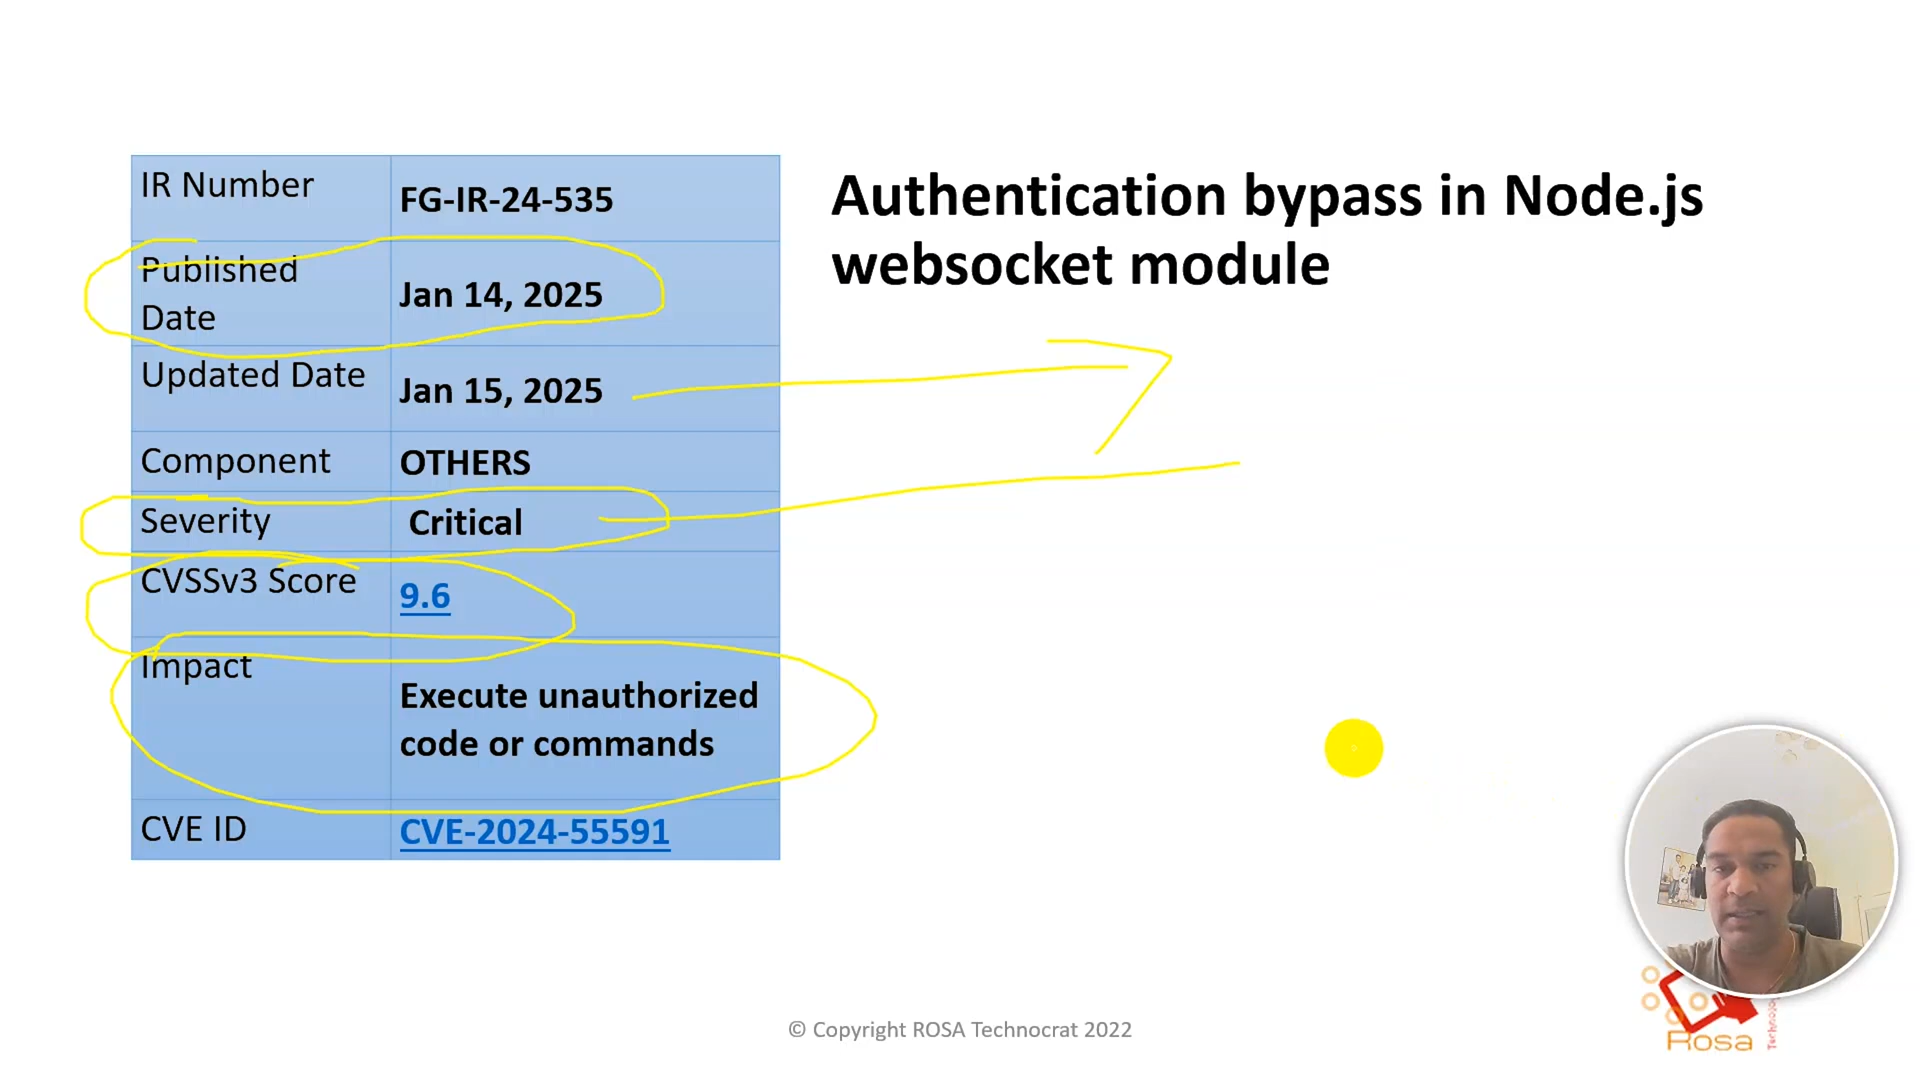 IR Number
FG-IR-24-535
Published
Date
Jan 14, 2025
Updated Date
Jan 15, 2025
Component
OTHERS
Severity
Critical
CVSSv3 Score
9.6
Impact
Execute unauthorized
code or commands
CVE ID
CVE-2024-55591
Authentication bypass in Node.js
websocket module
© Copyright ROSA Technocrat 2022
Rosa